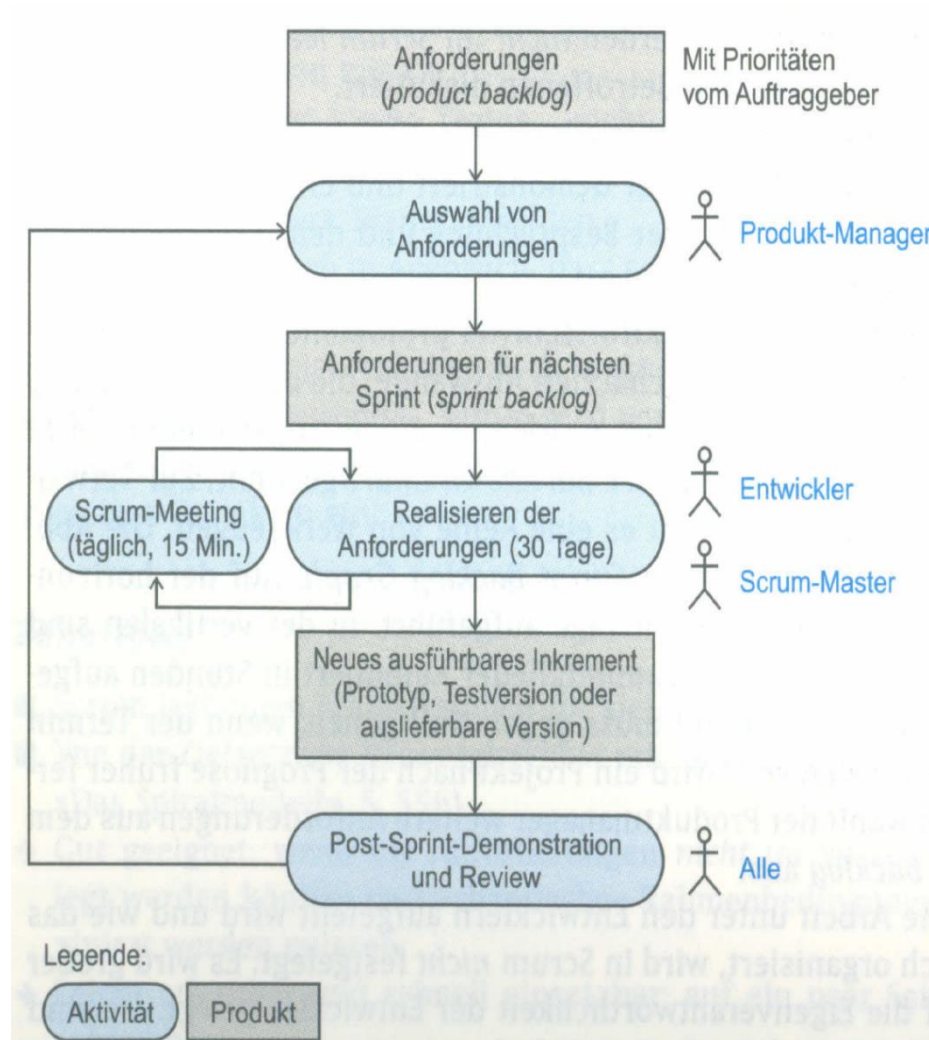 Anforderungen
(product backlog)
Mit Prioritäten
vom Auftraggeber
Auswahl von
Anforderungen
Produkt-Manager
Anforderungen für nächsten
Sprint (sprint backlog)
Scrum-Meeting
(täglich, 15 Min.)
Realisieren der
Anforderungen (30 Tage)
Entwickler
Scrum-Master
Neues ausführbares Inkrement
(Prototyp, Testversion oder
auslieferbare Version)
Post-Sprint-Demonstration
und Review
Alle
Legende:
Aktivität
Produkt